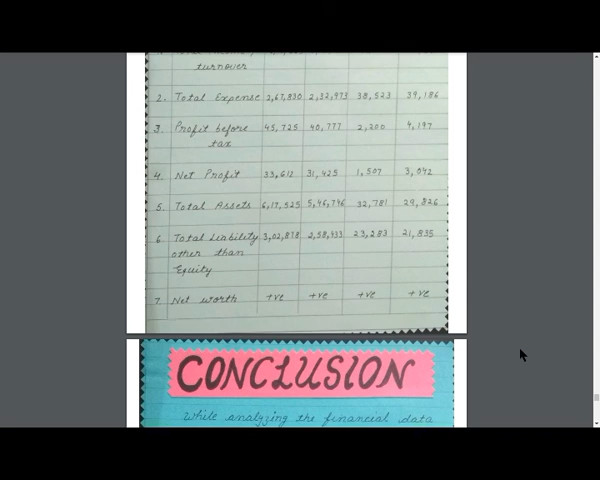 turnover
2. Total Expense 2,67,830 2,32,973 38,523 39,186
3. Profit before 45,725 40,777 2,200 4,197
tax
4. Net Profit 33,612 31,425 1,507 3,042
5. Total Assets 6,17,525 5,46,746 32,781 29,826
6. Total Liability 3,02,878 2,58,433 23,283 21,835
other than
Equity
7. Net worth +ve +ve +ve +ve
CONCLUSION
While analyzing the financial data